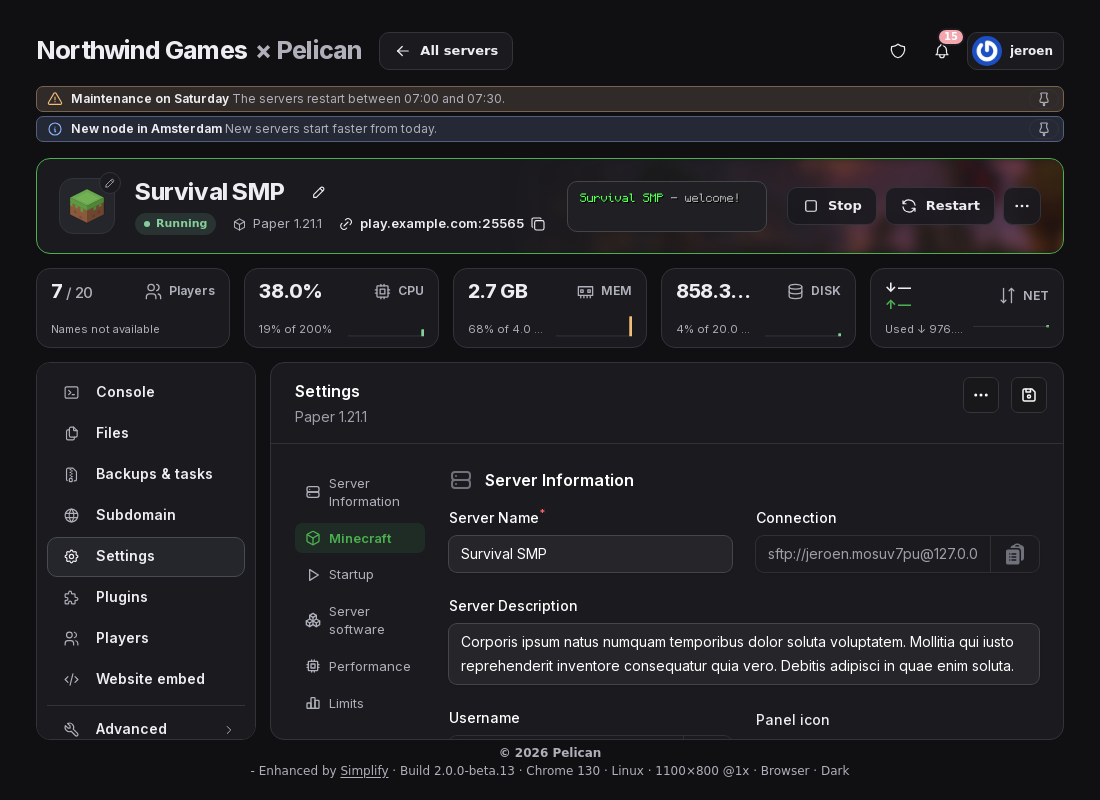 Northwind Games × Pelican
All servers
15
jeroen
Maintenance on Saturday The servers restart between 07:00 and 07:30.
New node in Amsterdam New servers start faster from today.
Survival SMP
Running
Paper 1.21.1
play.example.com:25565
Survival SMP — welcome!
Stop
Restart
7 / 20
Players
Names not available
38.0%
CPU
19% of 200%
2.7 GB
MEM
68% of 4.0 ...
858.3...
DISK
4% of 20.0 ...
↓—
↑—
NET
Used ↓ 976....
Console
Files
Backups & tasks
Subdomain
Settings
Plugins
Players
Website embed
Advanced
Settings
Paper 1.21.1
Server
Information
Minecraft
Startup
Server
software
Performance
Limits
Server Information
Server Name*
Survival SMP
Connection
sftp://jeroen.mosuv7pu@127.0.0
Server Description
Corporis ipsum natus numquam temporibus dolor soluta voluptatem. Mollitia qui iusto
reprehenderit inventore consequatur quia vero. Debitis adipisci in quae enim soluta.
Username
Panel icon
© 2026 Pelican
- Enhanced by Simplify · Build 2.0.0-beta.13 · Chrome 130 · Linux · 1100×800 @1x · Browser · Dark